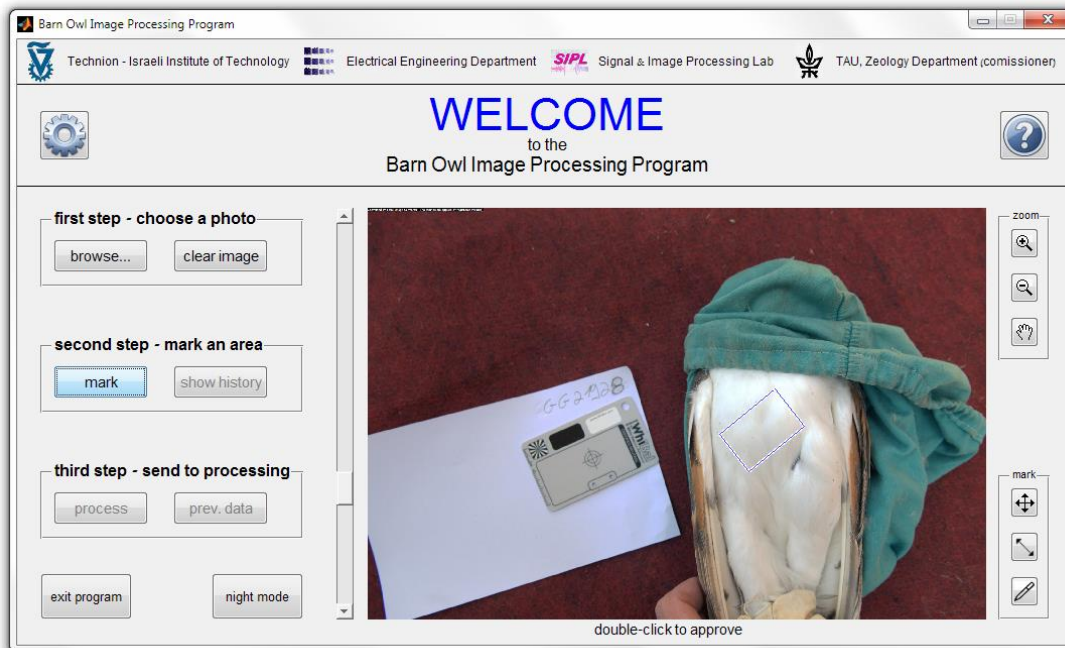 Barn Owl Image Processing Program
Technion - Israeli Institute of Technology
Electrical Engineering Department
SIPL
Signal & Image Processing Lab
TAU, Zeology Department (comissioner)
WELCOME
to the
Barn Owl Image Processing Program
first step - choose a photo
browse...
clear image
second step - mark an area
mark
show history
third step - send to processing
process
prev. data
exit program
night mode
GG21928
Whi
double-click to approve
zoom
mark